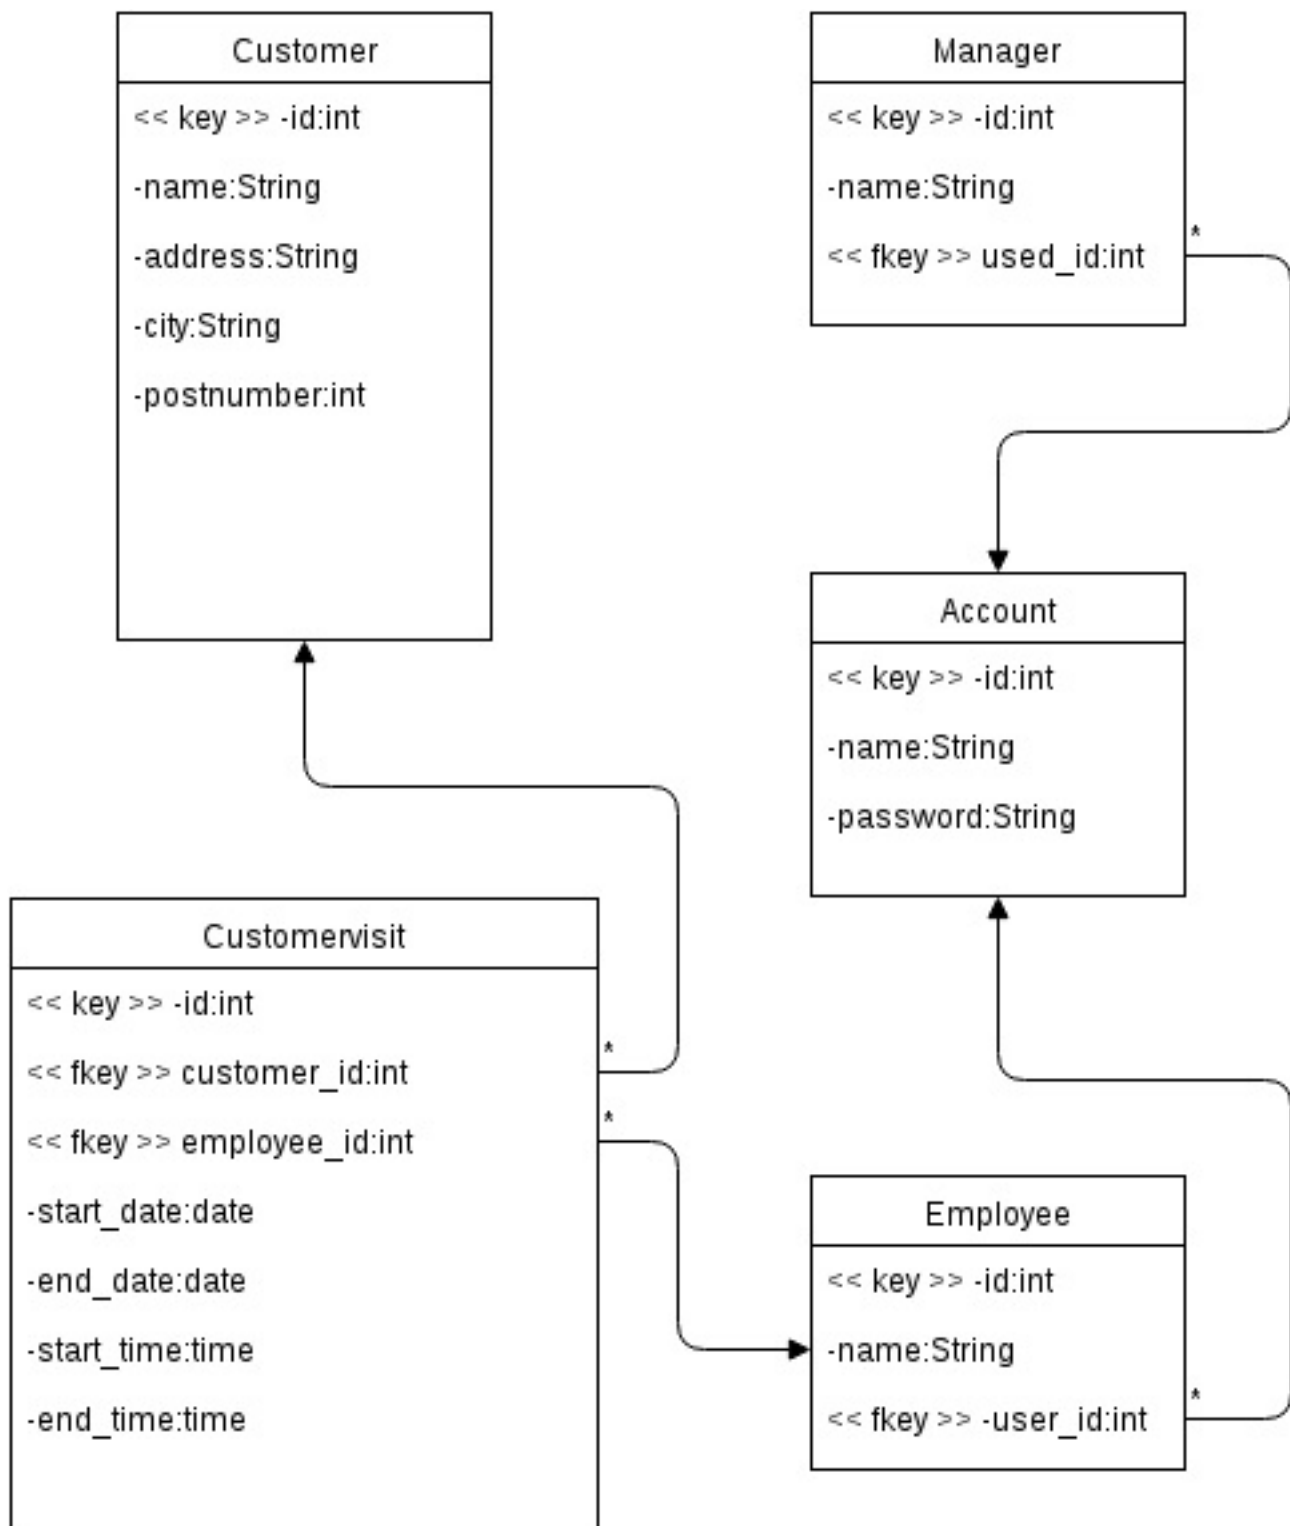 Customer
<< key >> -id:int
-name:String
-address:String
-city:String
-postnumber:int
Manager
<< key >> -id:int
-name:String
<< fkey >> used_id:int
*
Account
<< key >> -id:int
-name:String
-password:String
Customervisit
<< key >> -id:int
<< fkey >> customer_id:int
*
<< fkey >> employee_id:int
*
-start_date:date
-end_date:date
-start_time:time
-end_time:time
Employee
<< key >> -id:int
-name:String
<< fkey >> -user_id:int
*